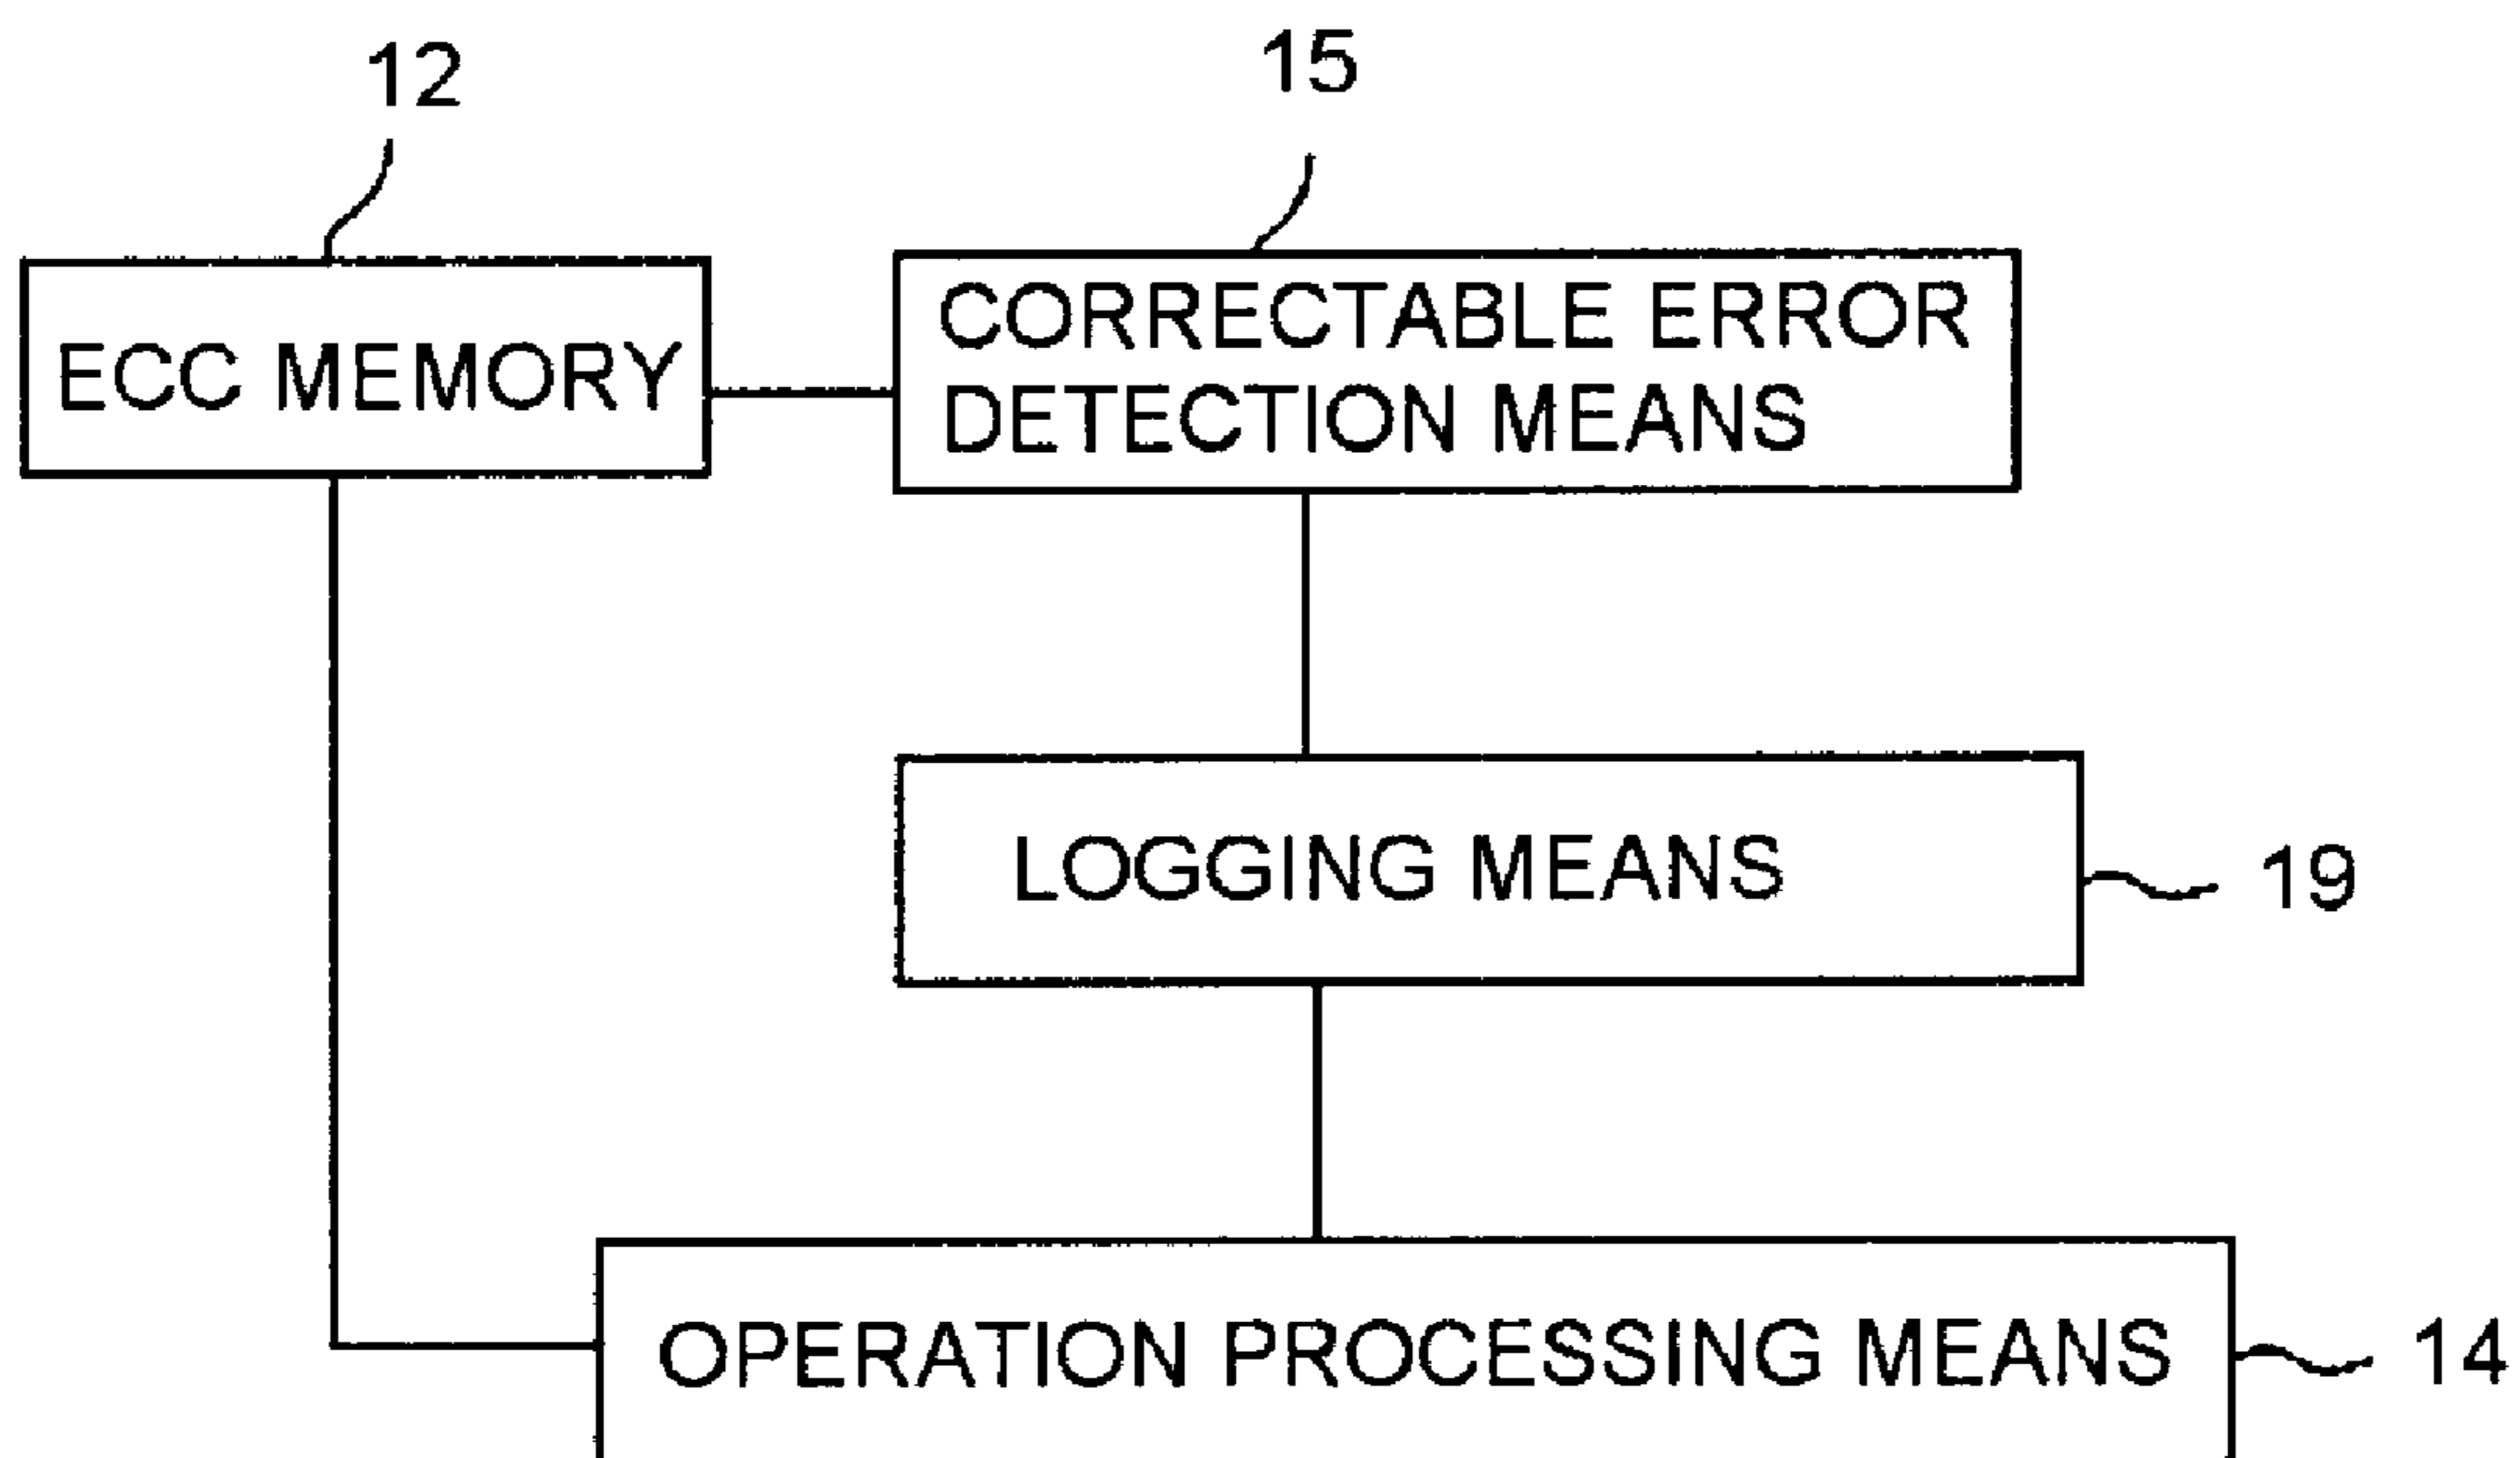 12
15
ECC MEMORY
CORRECTABLE ERROR
DETECTION MEANS
LOGGING MEANS
19
OPERATION PROCESSING MEANS
14